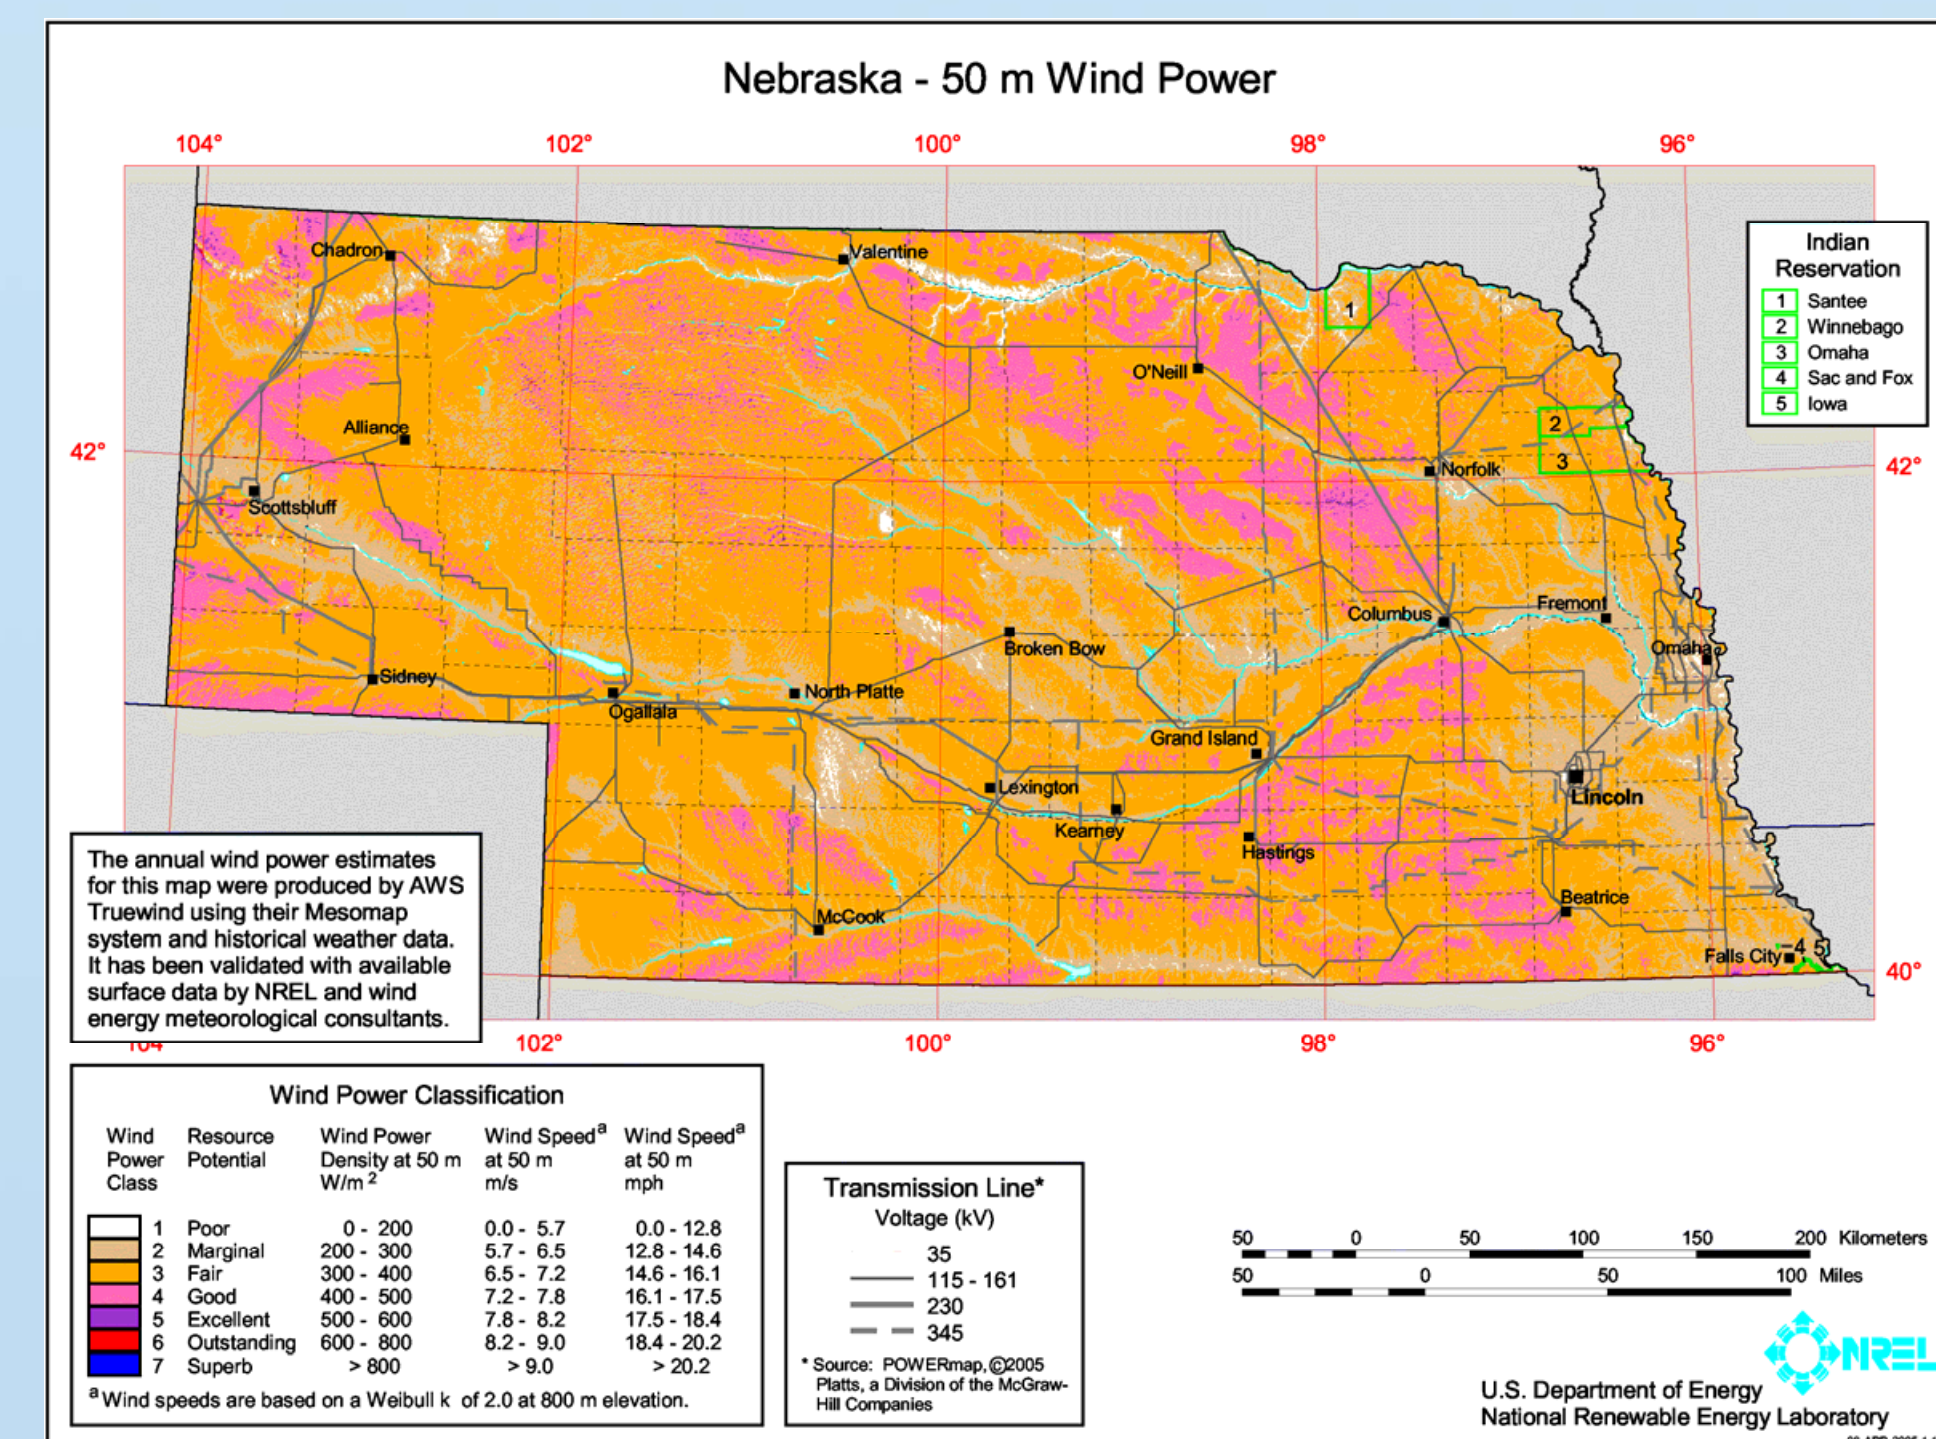 Nebraska - 50 m Wind Power
104° 102° 100° 98° 96°
Indian
Reservation
1 Santee
2 Winnebago
3 Omaha
4 Sac and Fox
5 Iowa
Chadron
Valentine
1
O'Neill
Alliance
2
42°
3
Norfolk
42°
Scottsbluff
Columbus
Fremont
Broken Bow
Omaha
Sidney
North Platte
Ogallala
Grand Island
Lexington
Lincoln
Kearney
Hastings
Beatrice
McCook
Falls City
4 5
40°
The annual wind power estimates
for this map were produced by AWS
Truewind using their Mesomap
system and historical weather data.
It has been validated with available
surface data by NREL and wind
energy meteorological consultants.
104 102° 100° 98° 96°
Wind Power Classification
Wind Resource Wind Power Wind Speed a Wind Speed a
Power Potential Density at 50 m at 50 m at 50 m
Class W/m 2 m/s mph
1 Poor 0 - 200 0.0 - 5.7 0.0 - 12.8
2 Marginal 200 - 300 5.7 - 6.5 12.8 - 14.6
3 Fair 300 - 400 6.5 - 7.2 14.6 - 16.1
4 Good 400 - 500 7.2 - 7.8 16.1 - 17.5
5 Excellent 500 - 600 7.8 - 8.2 17.5 - 18.4
6 Outstanding 600 - 800 8.2 - 9.0 18.4 - 20.2
7 Superb > 800 > 9.0 > 20.2
a Wind speeds are based on a Weibull k of 2.0 at 800 m elevation.
Transmission Line*
Voltage (kV)
35
115 - 161
230
345
* Source: POWERmap, ©2005
Platts, a Division of the McGraw-
Hill Companies
50 0 50 100 150 200 Kilometers
50 0 50 100 Miles
NREL
U.S. Department of Energy
National Renewable Energy Laboratory